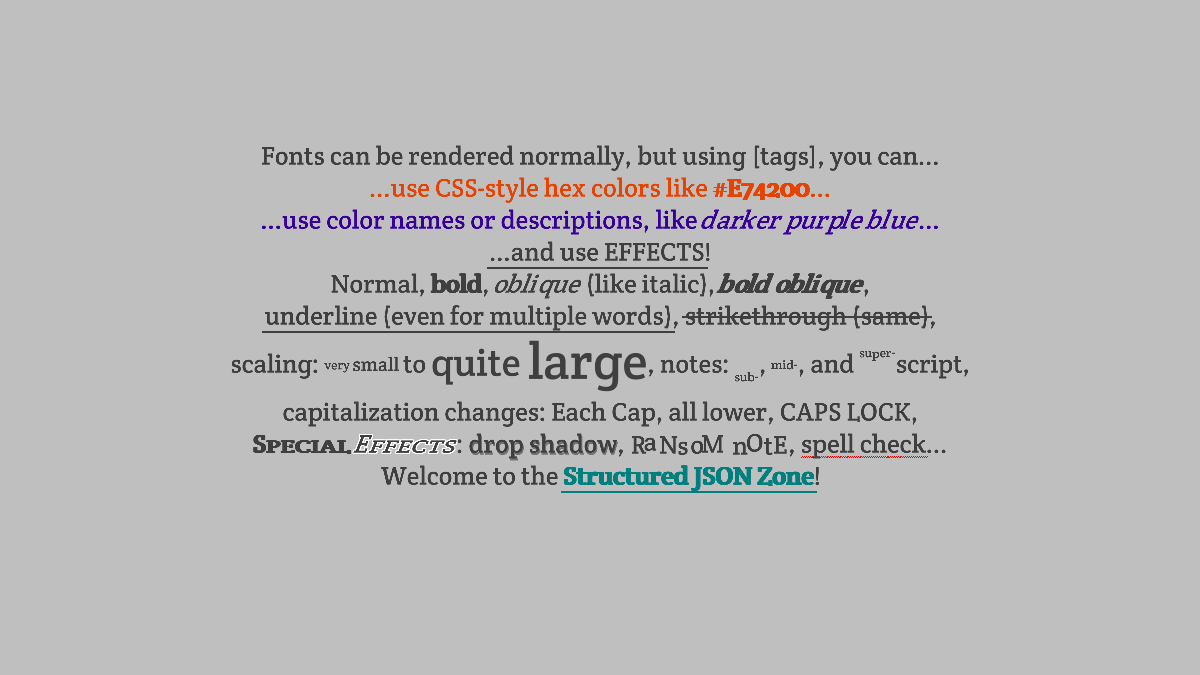 Fonts can be rendered normally, but using [tags], you can...
...use CSS-style hex colors like #E74200...
...use color names or descriptions, like darker purple blue...
...and use EFFECTS!
Normal, bold, oblique (like italic), bold oblique,
underline (even for multiple words), strikethrough (same),
scaling: very small to quite large, notes: sub-, mid-, and super-script,
capitalization changes: Each Cap, all lower, CAPS LOCK,
Special Effects: drop shadow, RaNsoM nOtE, spell check...
Welcome to the Structured JSON Zone!